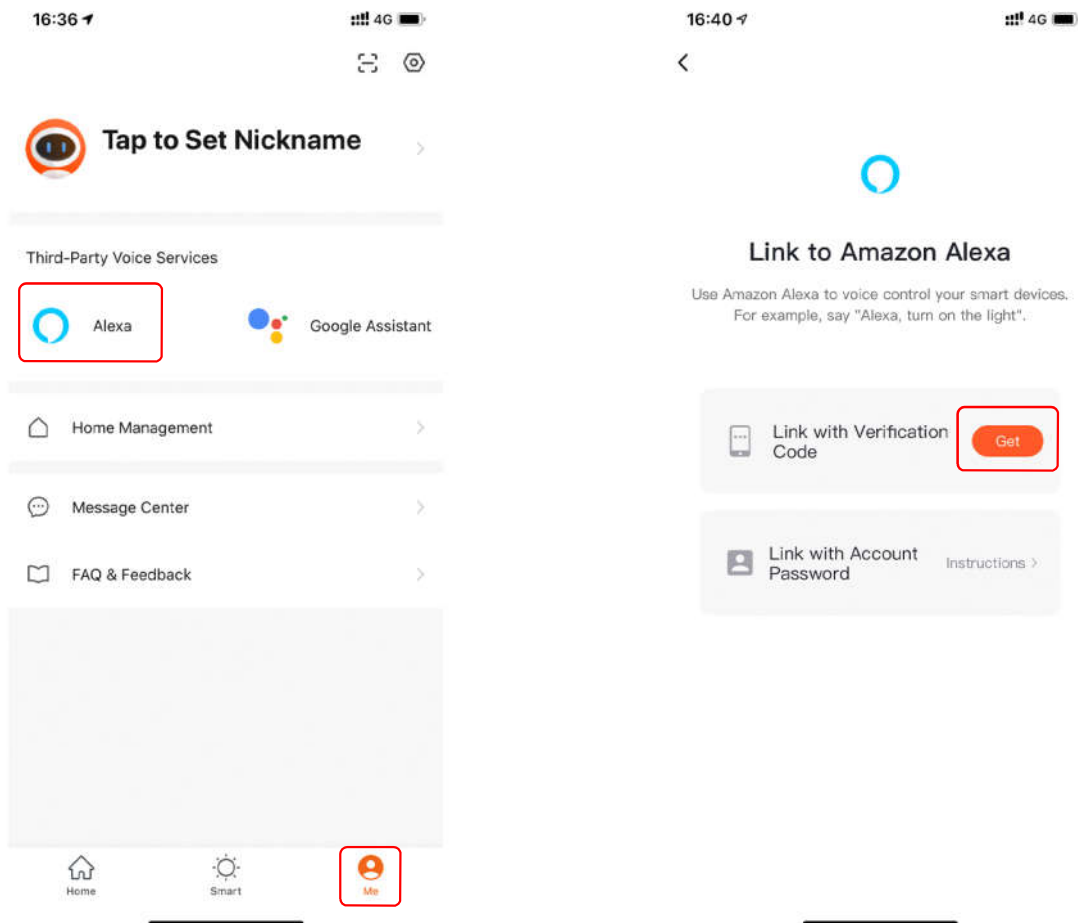 16:36
4G
Tap to Set Nickname
Third-Party Voice Services
Alexa
Google Assistant
Home Management
Message Center
FAQ & Feedback
Home
Smart
Me
16:40
4G
Link to Amazon Alexa
Use Amazon Alexa to voice control your smart devices.
For example, say "Alexa, turn on the light".
Link with Verification
Code
Get
Link with Account
Password
Instructions